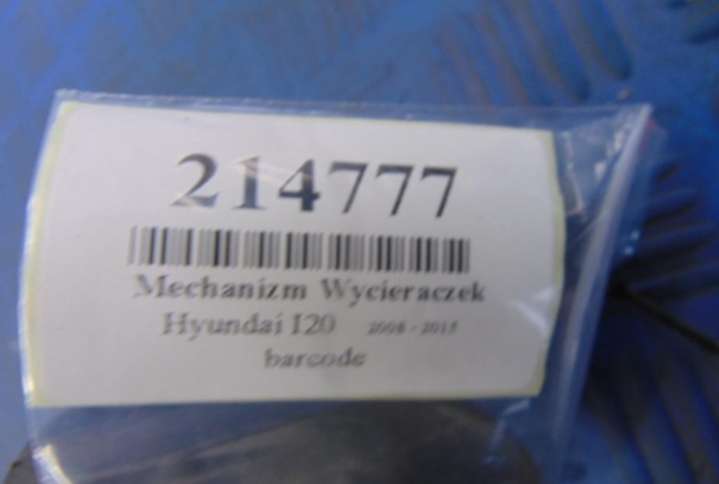 214777
Mechanizm Wycieraczek
Hyundai I20 2008 - 2015
barcode